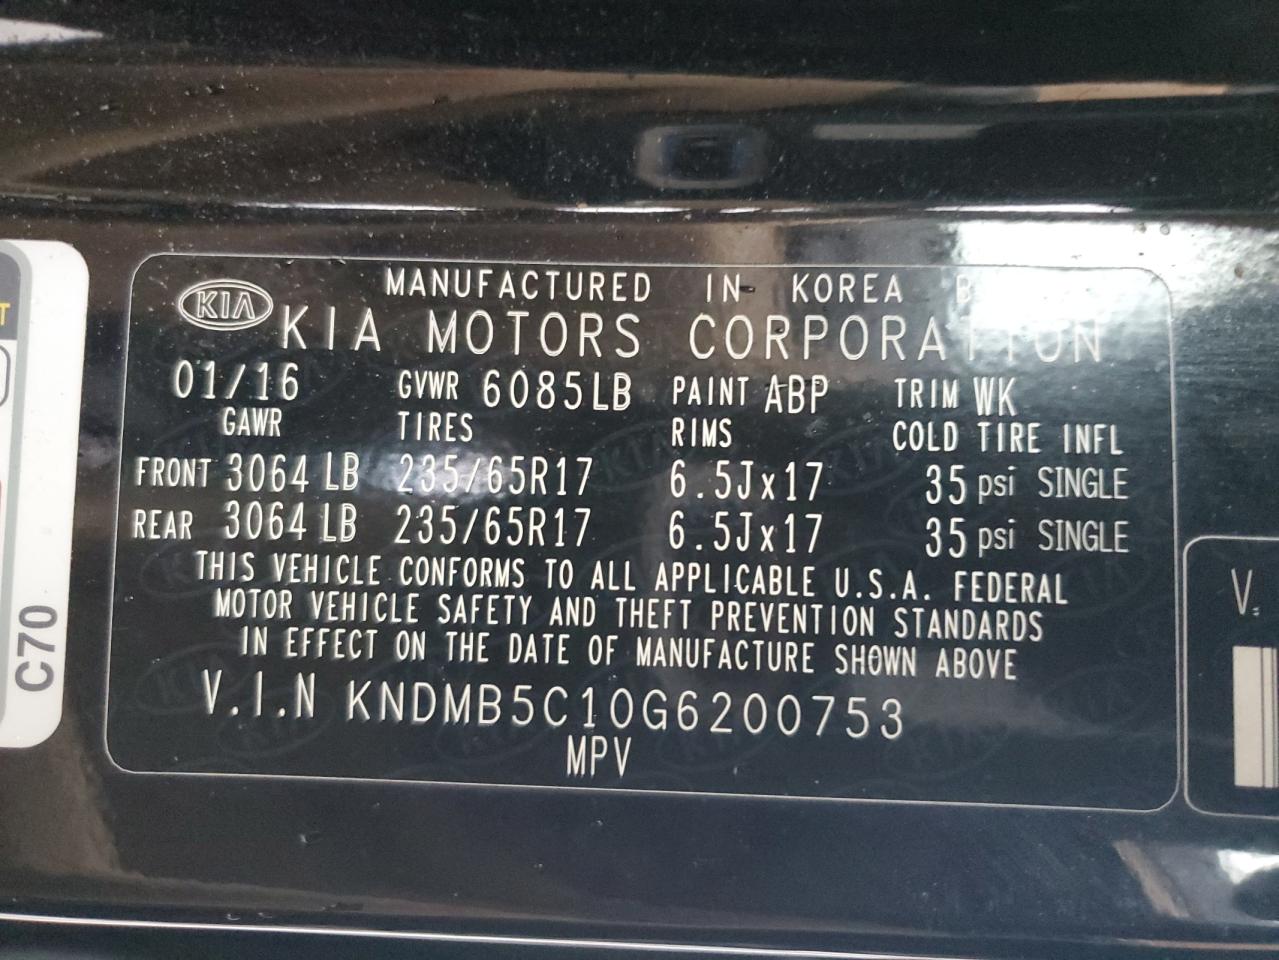 MANUFACTURED IN KOREA
KIA KIA MOTORS CORPORATION
01/16 GVWR 6085LB PAINT ABP TRIM WK
GAWR TIRES RIMS COLD TIRE INFL
FRONT 3064 LB 235/65R17 6.5Jx17 35 psi SINGLE
REAR 3064 LB 235/65R17 6.5Jx17 35 psi SINGLE
THIS VEHICLE CONFORMS TO ALL APPLICABLE U.S.A. FEDERAL
MOTOR VEHICLE SAFETY AND THEFT PREVENTION STANDARDS
IN EFFECT ON THE DATE OF MANUFACTURE SHOWN ABOVE
V.I.N KNDMB5C10G6200753
MPV
C70
V.